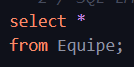 select *
from Equipe;